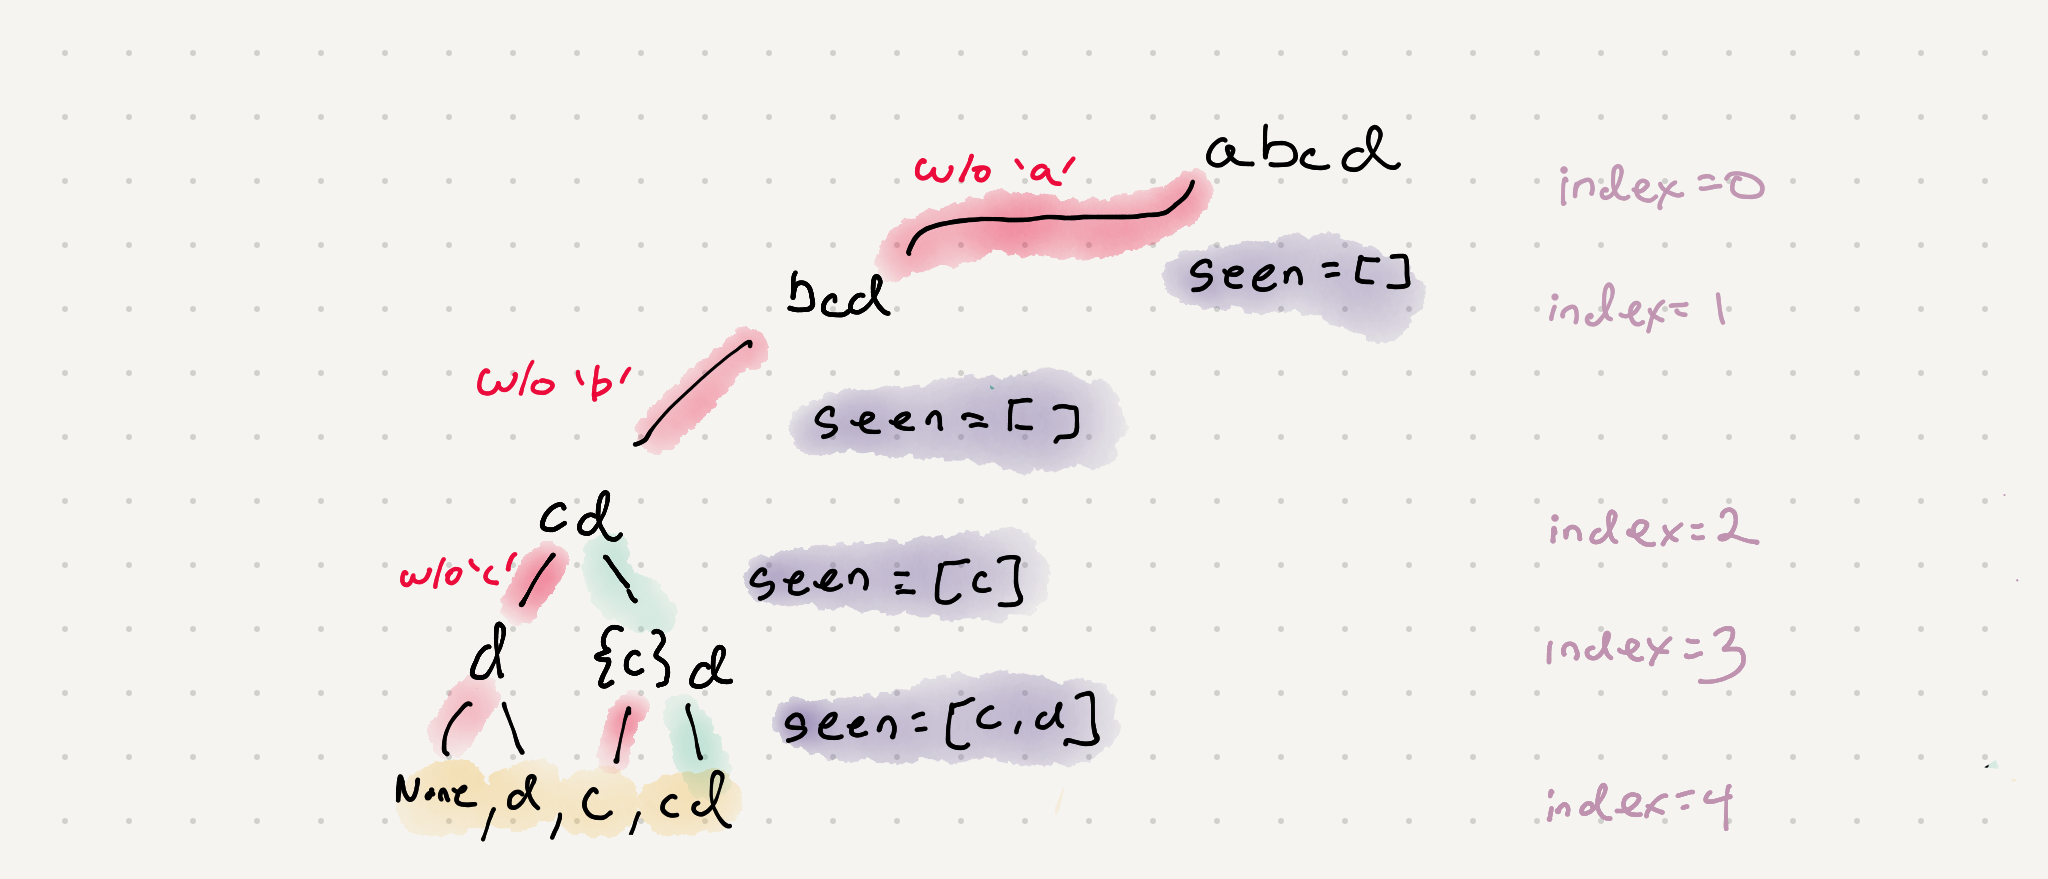 abcd
w/o 'a'
index=0
seen=[]
bcd
index=1
w/o 'b'
seen=[]
cd
index=2
w/o 'c'
seen=[c]
d
{c}d
index=3
seen=[c,d]
None, d, c, cd
index=4